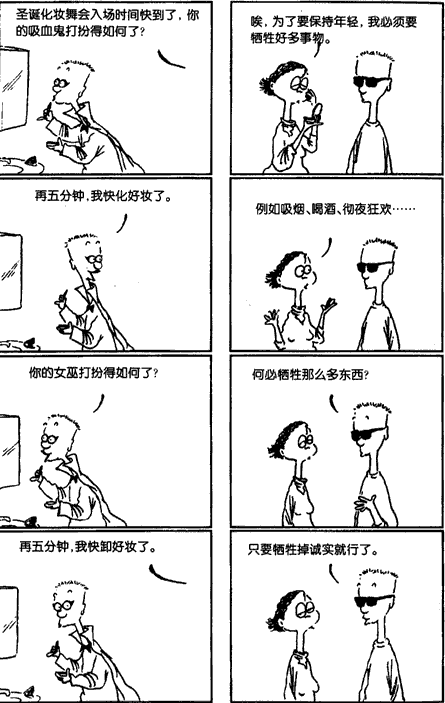 圣诞化妆舞会入场时间快到了，你
的吸血鬼打扮得如何了？
再五分钟，我快化好妆了。
你的女巫打扮得如何了？
再五分钟，我快卸好妆了。
唉，为了要保持年轻，我必须要
牺牲好多事物。
例如吸烟、喝酒、彻夜狂欢……
何必牺牲那么多东西？
只要牺牲掉诚实就行了。